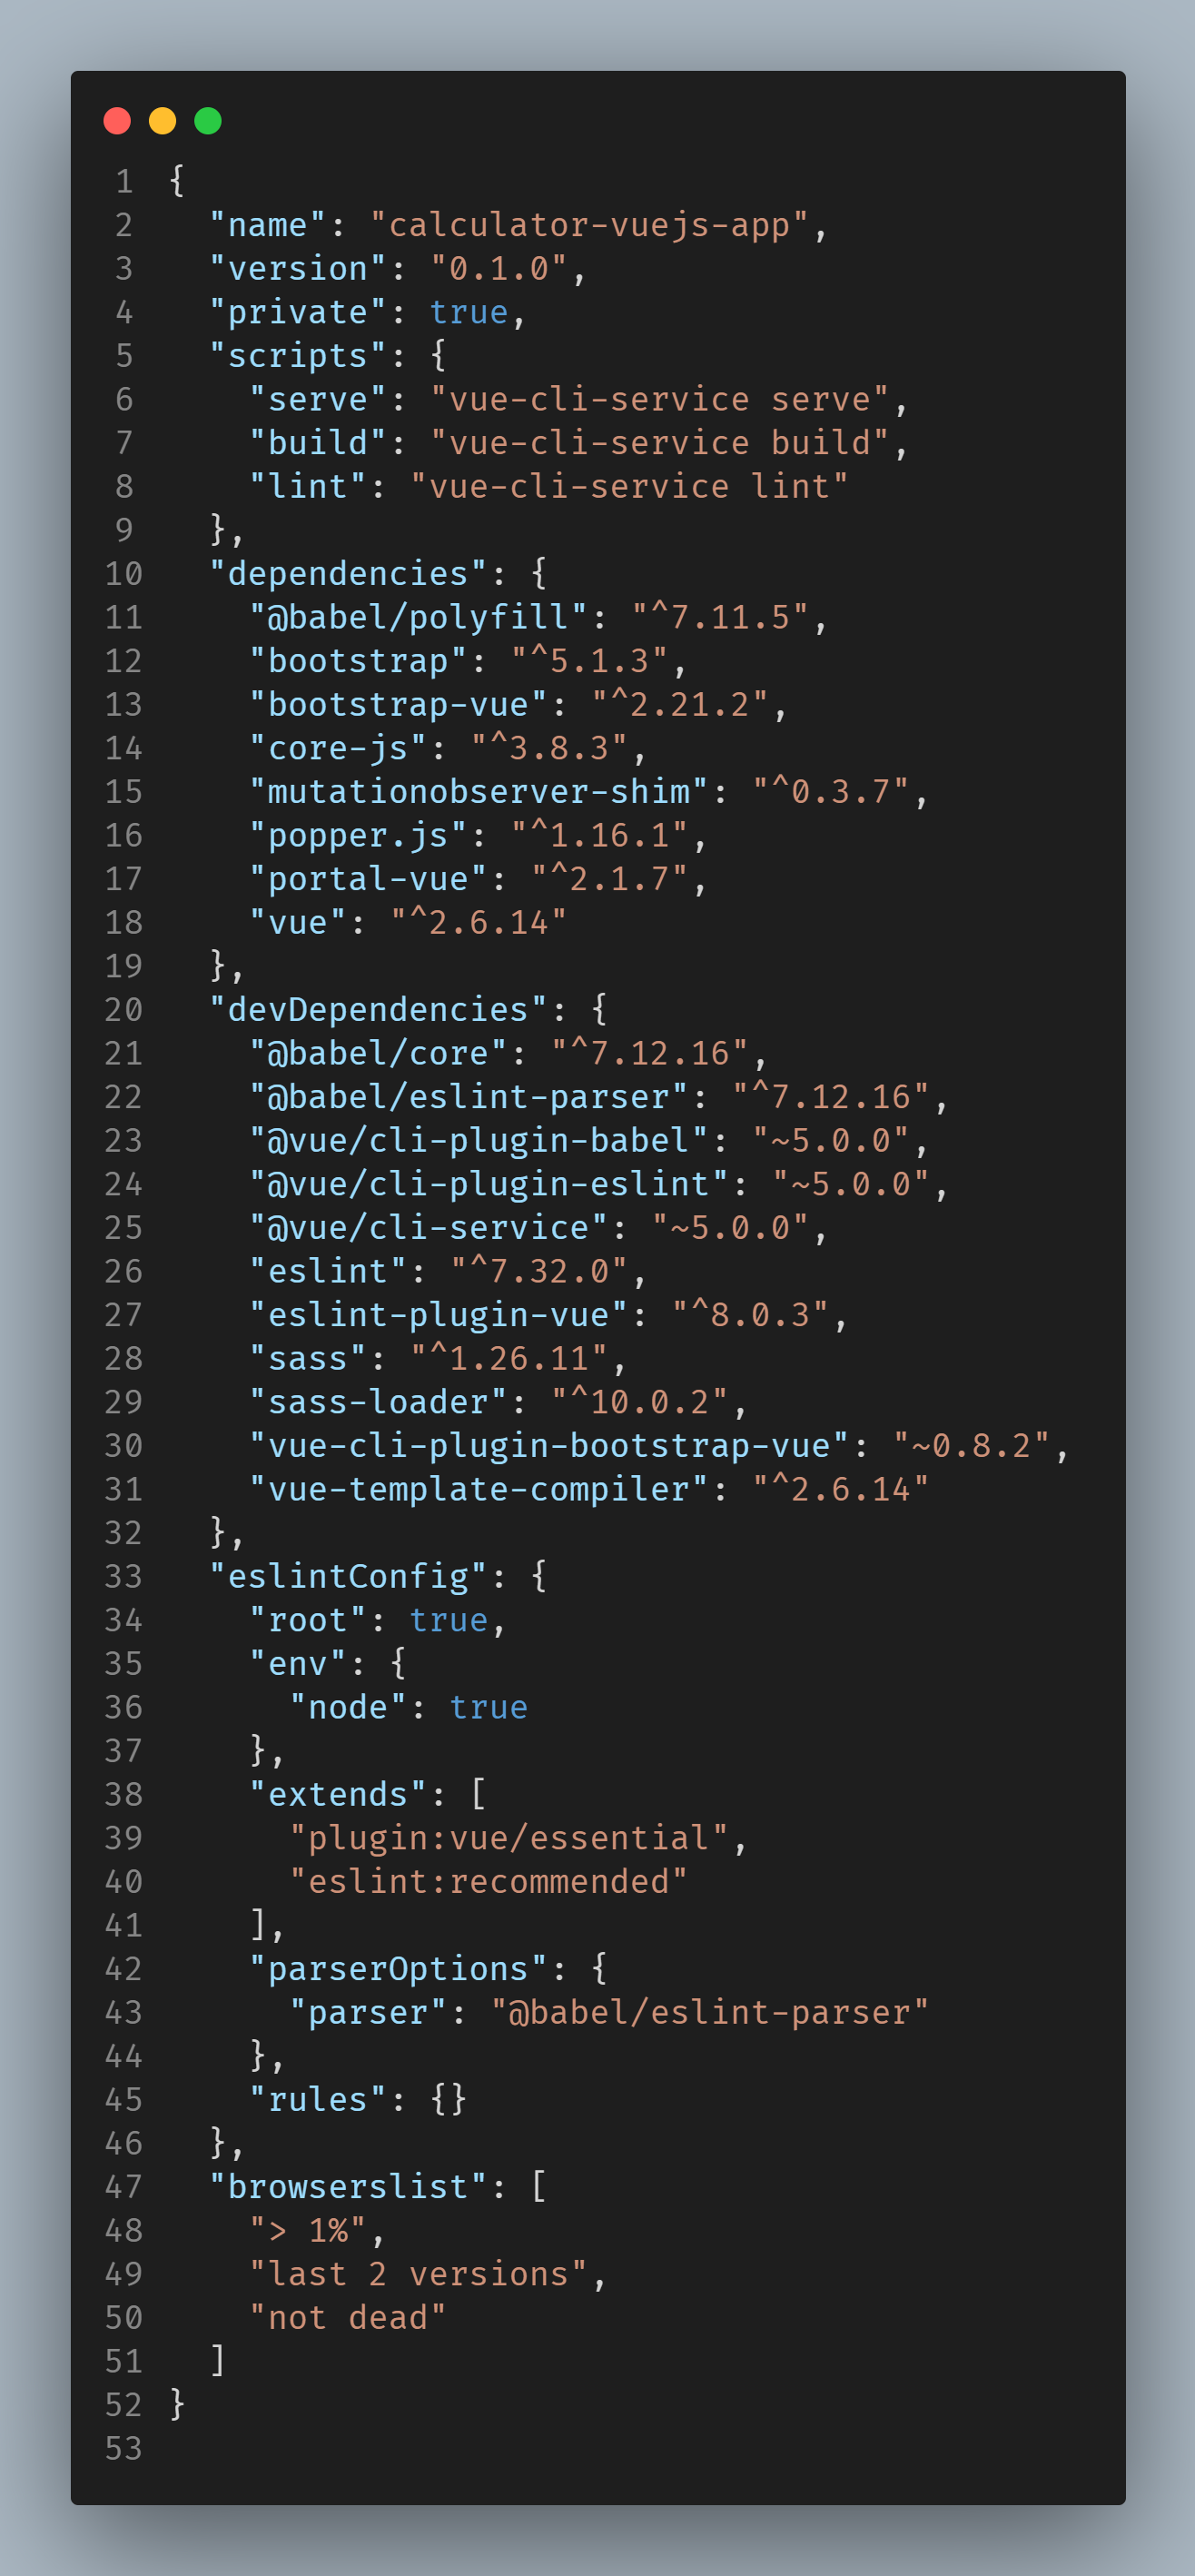 1 {
2   "name": "calculator-vuejs-app",
3   "version": "0.1.0",
4   "private": true,
5   "scripts": {
6     "serve": "vue-cli-service serve",
7     "build": "vue-cli-service build",
8     "lint": "vue-cli-service lint"
9   },
10   "dependencies": {
11     "@babel/polyfill": "^7.11.5",
12     "bootstrap": "^5.1.3",
13     "bootstrap-vue": "^2.21.2",
14     "core-js": "^3.8.3",
15     "mutationobserver-shim": "^0.3.7",
16     "popper.js": "^1.16.1",
17     "portal-vue": "^2.1.7",
18     "vue": "^2.6.14"
19   },
20   "devDependencies": {
21     "@babel/core": "^7.12.16",
22     "@babel/eslint-parser": "^7.12.16",
23     "@vue/cli-plugin-babel": "~5.0.0",
24     "@vue/cli-plugin-eslint": "~5.0.0",
25     "@vue/cli-service": "~5.0.0",
26     "eslint": "^7.32.0",
27     "eslint-plugin-vue": "^8.0.3",
28     "sass": "^1.26.11",
29     "sass-loader": "^10.0.2",
30     "vue-cli-plugin-bootstrap-vue": "~0.8.2",
31     "vue-template-compiler": "^2.6.14"
32   },
33   "eslintConfig": {
34     "root": true,
35     "env": {
36       "node": true
37     },
38     "extends": [
39       "plugin:vue/essential",
40       "eslint:recommended"
41     ],
42     "parserOptions": {
43       "parser": "@babel/eslint-parser"
44     },
45     "rules": {}
46   },
47   "browserslist": [
48     "> 1%",
49     "last 2 versions",
50     "not dead"
51   ]
52 }
53